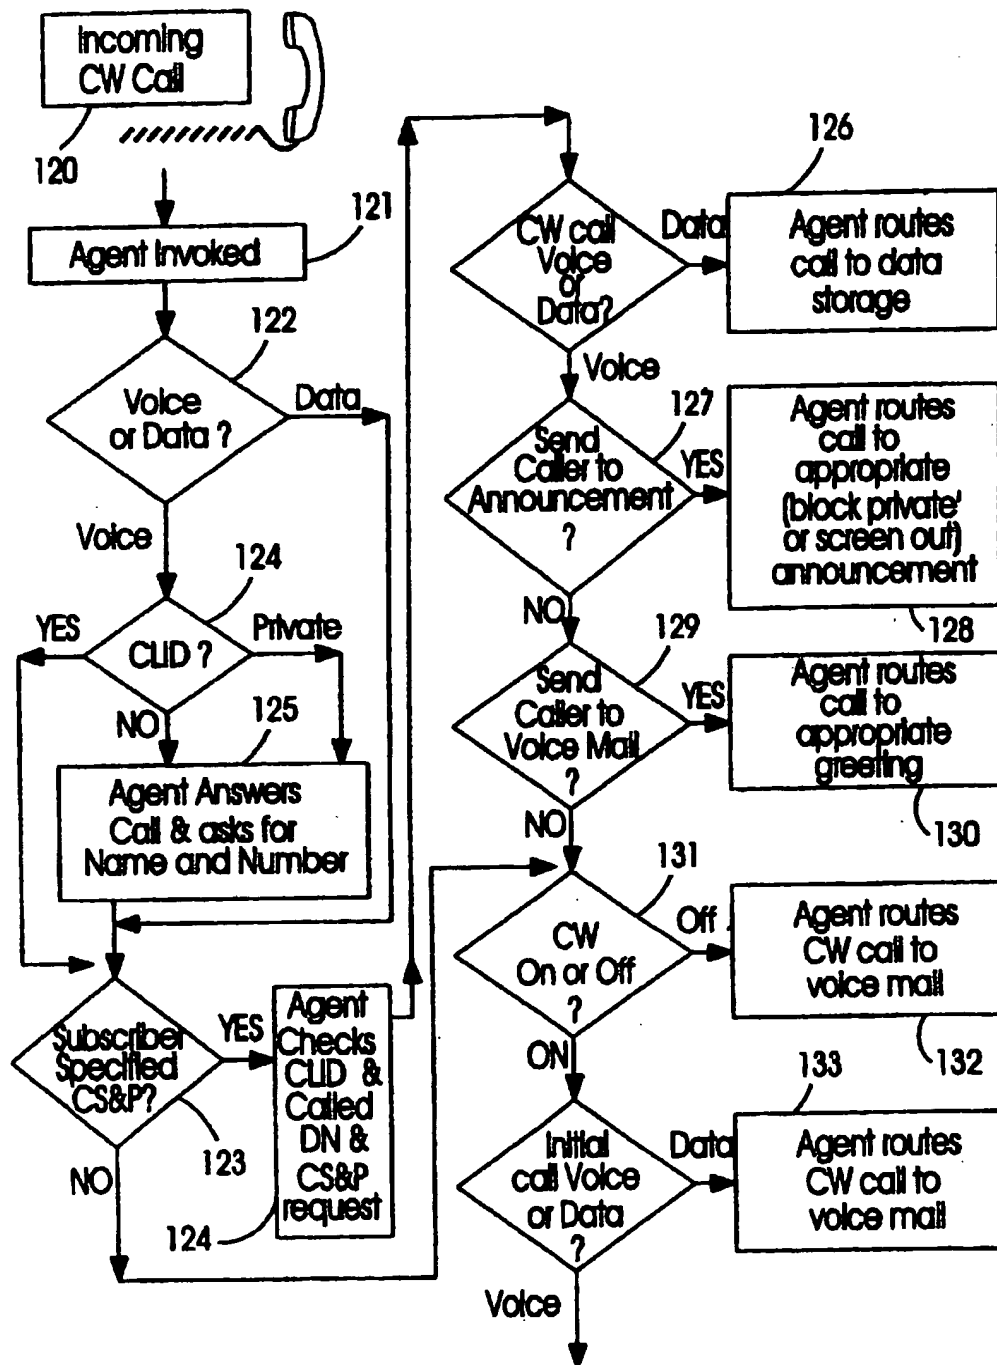 Incoming
CW Call
120
Agent Invoked
121
122
Voice
or Data ?
Data
Voice
124
YES
CLID ?
Private
NO
125
Agent Answers
Call & asks for
Name and Number
Subscriber
Specified
CS&P?
YES
123
NO
Agent
Checks
CLID &
Called
DN &
CS&P
request
124
CW call
Voice
or
Data?
Data
126
Agent routes
call to data
storage
Voice
127
Send
Caller to
Announcement
?
YES
Agent routes
call to
appropriate
(block private'
or screen out)
announcement
128
NO
129
Send
Caller to
Voice Mail
?
YES
Agent routes
call to
appropriate
greeting
130
NO
131
CW
On or Off
?
Off
Agent routes
CW call to
voice mail
132
ON
133
Initial
call Voice
or Data
?
Data
Agent routes
CW call to
voice mail
Voice